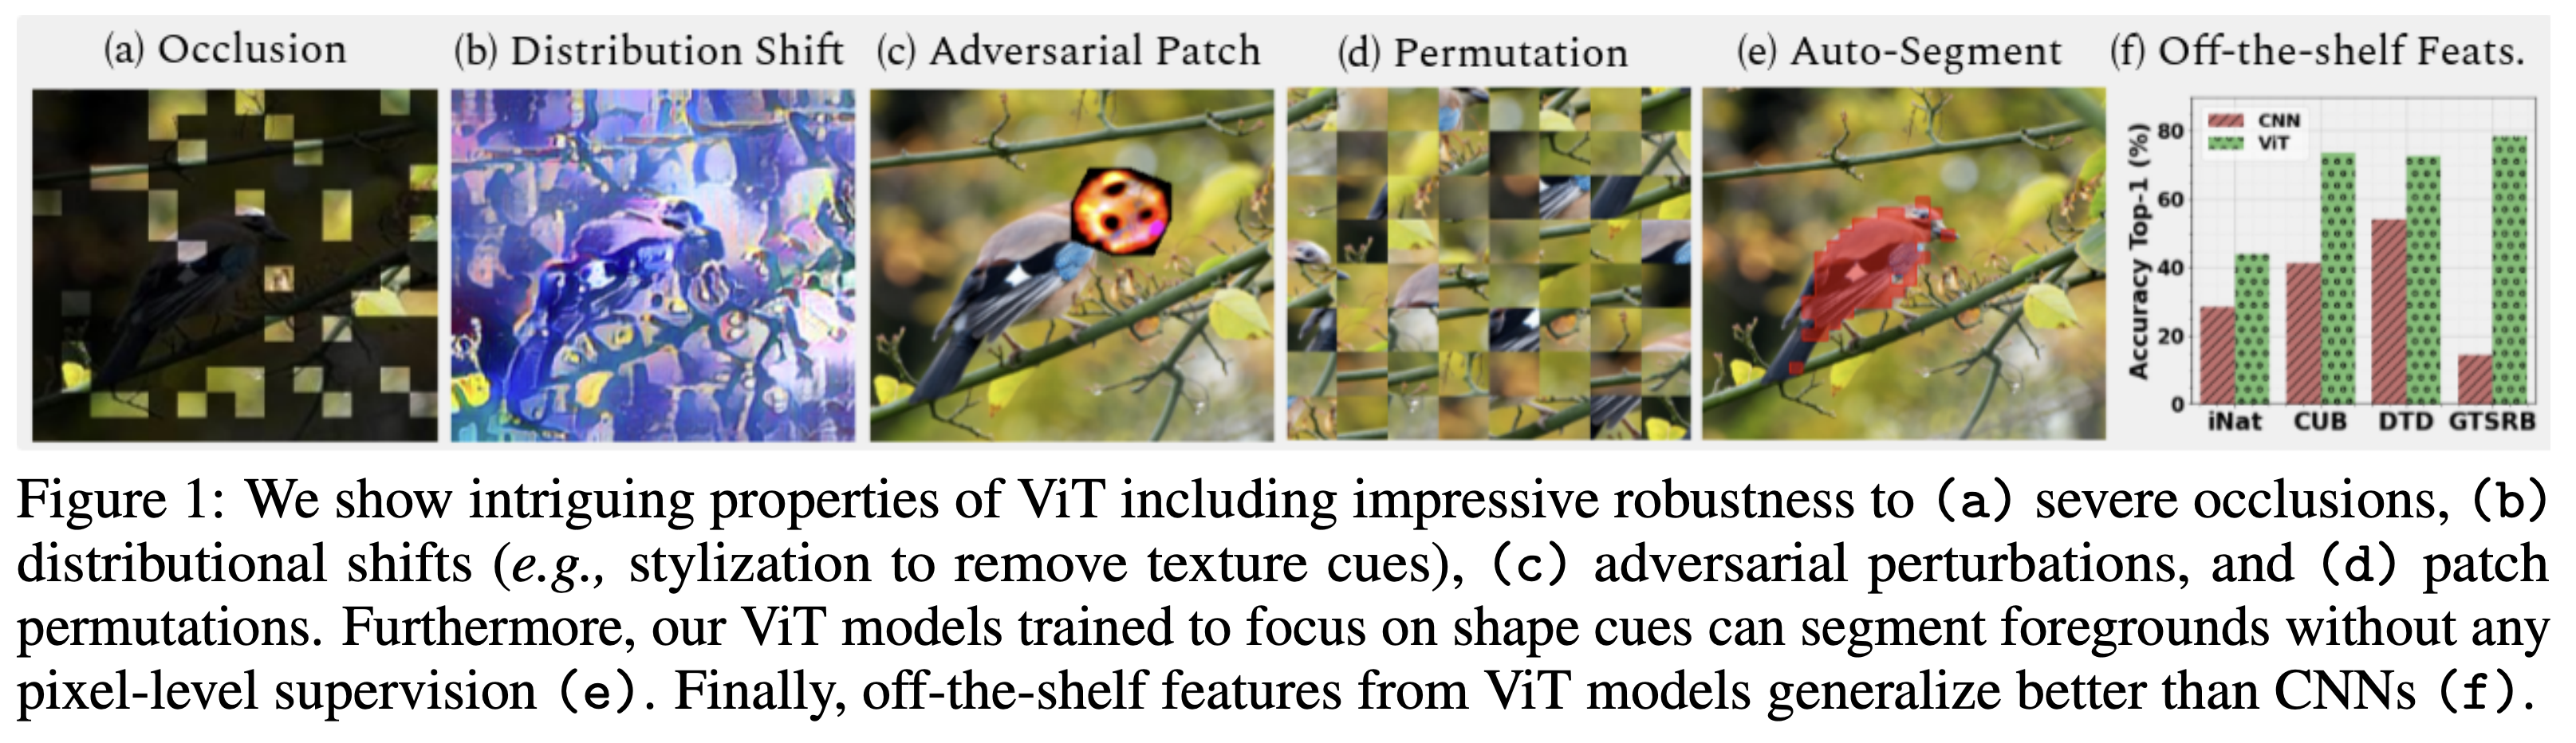 (a) Occlusion
(b) Distribution Shift
(c) Adversarial Patch
(d) Permutation
(e) Auto-Segment
(f) Off-the-shelf Feats.
CNN
ViT
Accuracy Top-1 (%)
80
60
40
20
0
iNat CUB DTD GTSRB
Figure 1: We show intriguing properties of ViT including impressive robustness to (a) severe occlusions, (b)
distributional shifts (e.g., stylization to remove texture cues), (c) adversarial perturbations, and (d) patch
permutations. Furthermore, our ViT models trained to focus on shape cues can segment foregrounds without any
pixel-level supervision (e). Finally, off-the-shelf features from ViT models generalize better than CNNs (f).